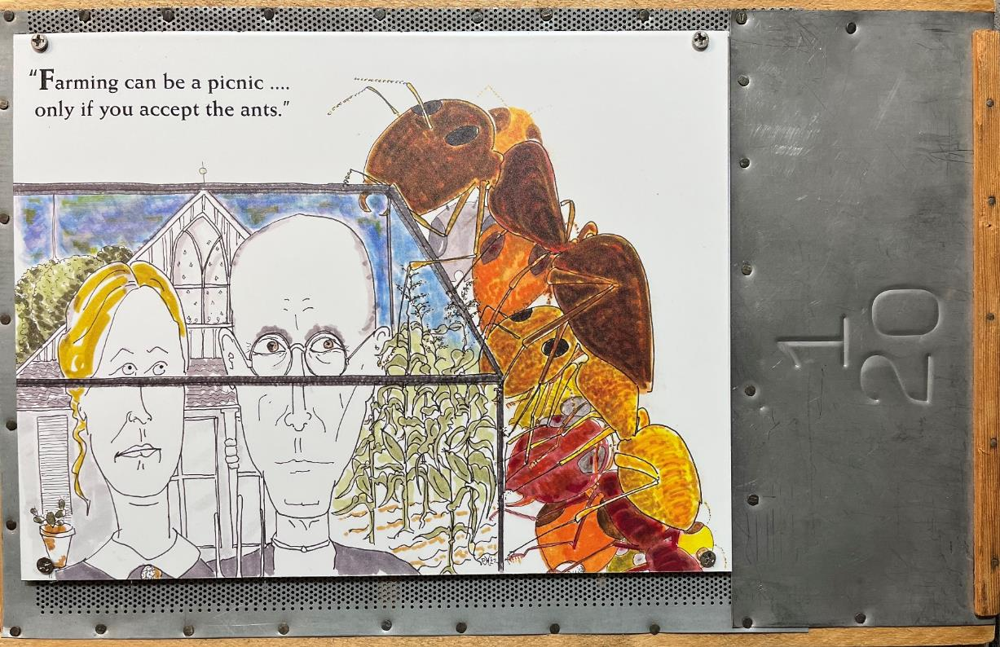 “Farming can be a picnic ....
only if you accept the ants.”
1
20